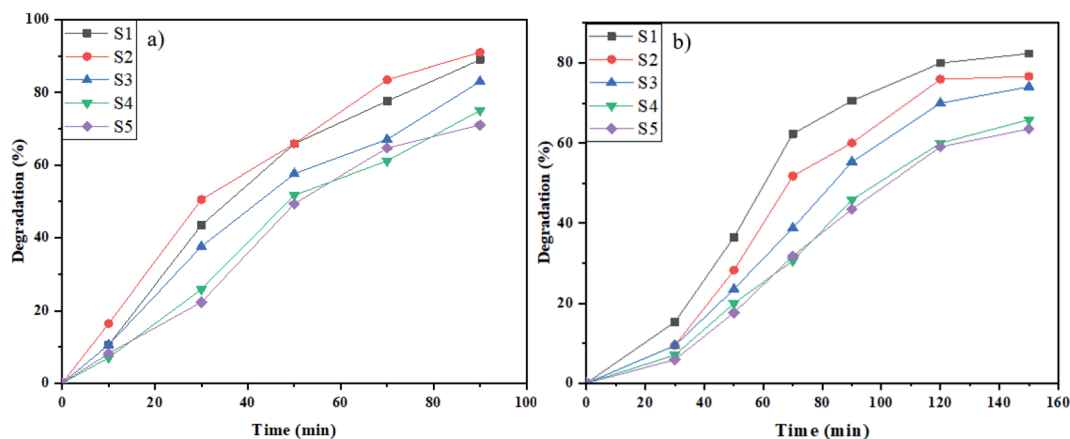 a)
S1
S2
S3
S4
S5
Degradation (%)
100
80
60
40
20
0
0 20 40 60 80 100
Time (min)
b)
S1
S2
S3
S4
S5
Degradation (%)
80
60
40
20
0
0 20 40 60 80 100 120 140 160
Time (min)